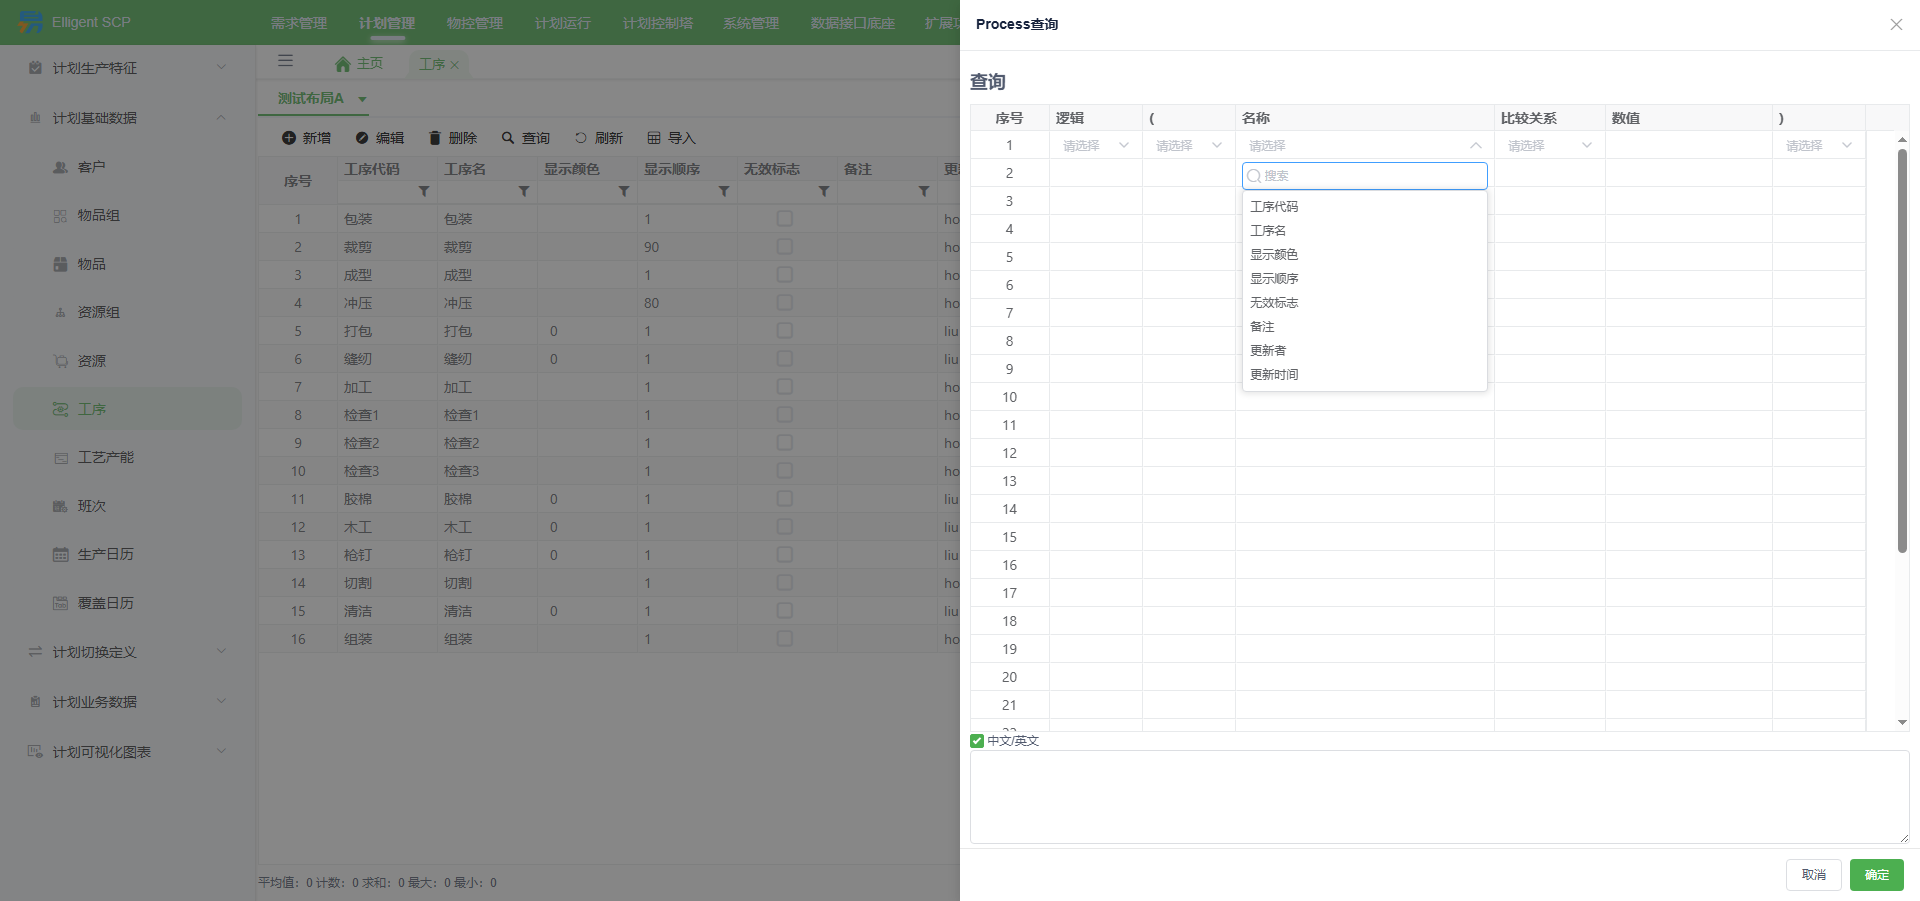 Elligent SCP
需求管理 计划管理 物控管理 计划运行 计划控制塔 系统管理 数据接口底座
主页 工序
测试布局A
新增 编辑 删除 查询 刷新 导入
计划生产特征
计划基础数据
客户
物品组
物品
资源组
资源
工序
工艺产能
班次
生产日历
覆盖日历
计划切换定义
计划业务数据
计划可视化图表
序号 工序代码 工序名 显示颜色 显示顺序 无效标志 备注
1 包装 包装 1 ho
2 裁剪 裁剪 90 ho
3 成型 成型 1 ho
4 冲压 冲压 80 ho
5 打包 打包 0 1 liu
6 缝纫 缝纫 0 1 liu
7 加工 加工 1 ho
8 检查1 检查1 1 ho
9 检查2 检查2 1 ho
10 检查3 检查3 1 ho
11 胶棉 胶棉 0 1 liu
12 木工 木工 0 1 liu
13 枪钉 枪钉 0 1 liu
14 切割 切割 1 ho
15 清洁 清洁 0 1 liu
16 组装 组装 1 ho
平均值：0 计数：0 求和：0 最大：0 最小：0
Process查询
查询
序号 逻辑 ( 名称 比较关系 数值 )
1 请选择 请选择 请选择 请选择 请选择
2
3
4
5
6
7
8
9
10
11
12
13
14
15
16
17
18
19
20
21
搜索
工序代码
工序名
显示颜色
显示顺序
无效标志
备注
更新者
更新时间
中文/英文
取消 确定